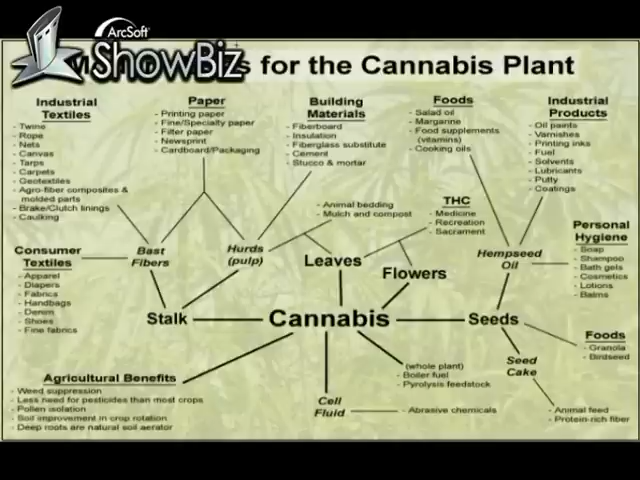 ArcSoft
SHOWBIZ
s for the Cannabis Plant
Industrial
Textiles
- Twine
- Rope
- Nets
- Canvas
- Tarps
- Carpets
- Geotextiles
- Agro-fiber composites &
molded parts
- Brake/Clutch linings
- Caulking
Paper
- Printing paper
- Fine/Specialty paper
- Filter paper
- Newsprint
- Cardboard/Packaging
Building
Materials
- Fiberboard
- Insulation
- Fiberglass substitute
- Cement
- Stucco & mortar
Foods
- Salad oil
- Margarine
- Food supplements
(vitamins)
- Cooking oils
Industrial
Products
- Oil paints
- Varnishes
- Printing inks
- Fuel
- Solvents
- Lubricants
- Putty
- Coatings
- Animal bedding
- Mulch and compost
THC
- Medicine
- Recreation
- Sacrament
Personal
Hygiene
- Soap
- Shampoo
- Bath gels
- Cosmetics
- Lotions
- Balms
Consumer
Textiles
- Apparel
- Diapers
- Fabrics
- Handbags
- Denim
- Shoes
- Fine fabrics
Bast
Fibers
Hurds
(pulp)
Leaves
Flowers
Hempseed
Oil
Stalk
Cannabis
Seeds
Foods
- Granola
- Birdseed
Seed
Cake
(whole plant)
- Boiler fuel
- Pyrolysis feedstock
Agricultural Benefits
- Weed suppression
- Less need for pesticides than most crops
- Pollen isolation
- Soil improvement in crop rotation
- Deep roots are natural soil aerator
Cell
Fluid
- Abrasive chemicals
- Animal feed
- Protein-rich fiber